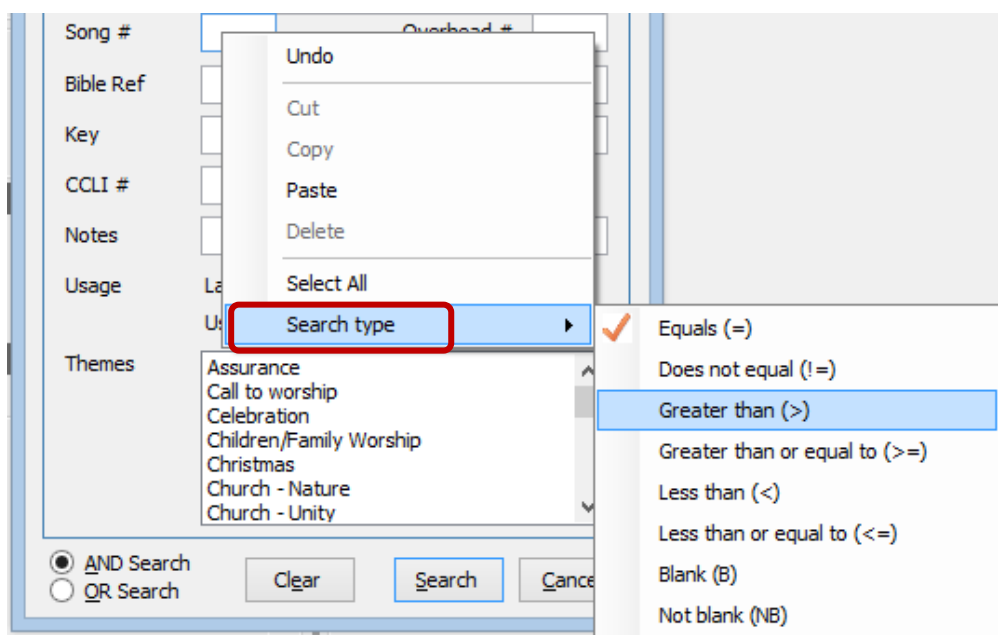 Song # Overhead #
Undo
Bible Ref
Cut
Key
Copy
CCLI #
Paste
Notes
Delete
Usage
Select All
Search type
Themes
Assurance
Call to worship
Celebration
Children/Family Worship
Christmas
Church - Nature
Church - Unity
Equals (=)
Does not equal (!=)
Greater than (>)
Greater than or equal to (>=)
Less than (<)
Less than or equal to (<=)
Blank (B)
Not blank (NB)
AND Search
OR Search
Clear Search Cance